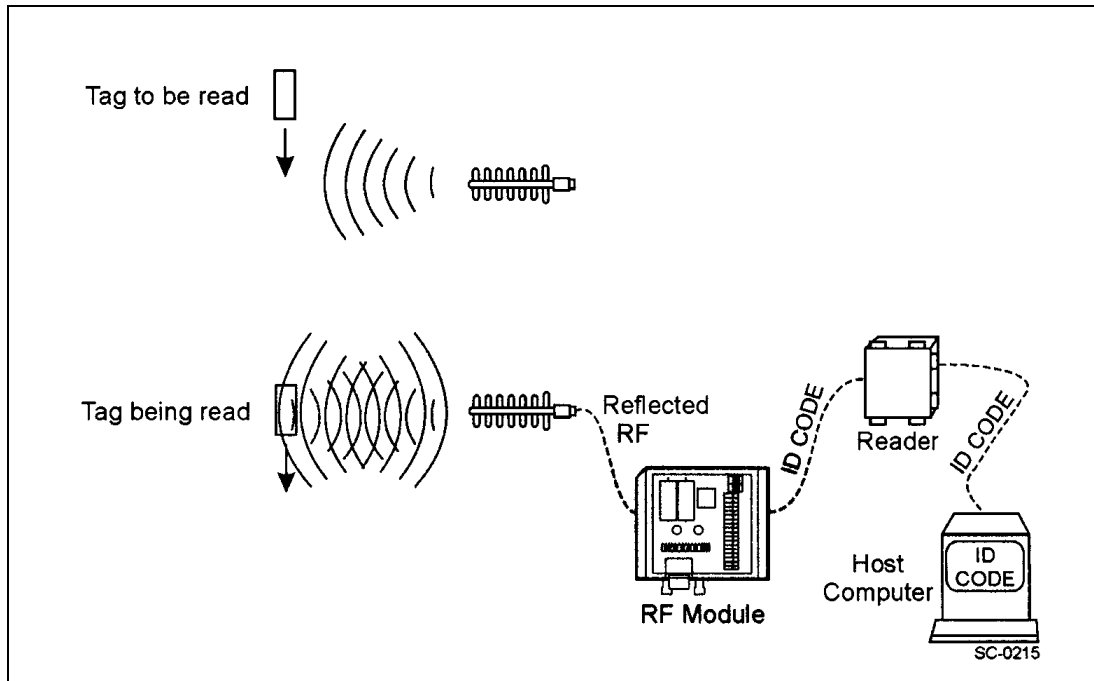 Tag to be read
Tag being read
Reflected
RF
ID CODE
Reader
ID CODE
RF Module
Host
Computer
ID
CODE
SC-0215